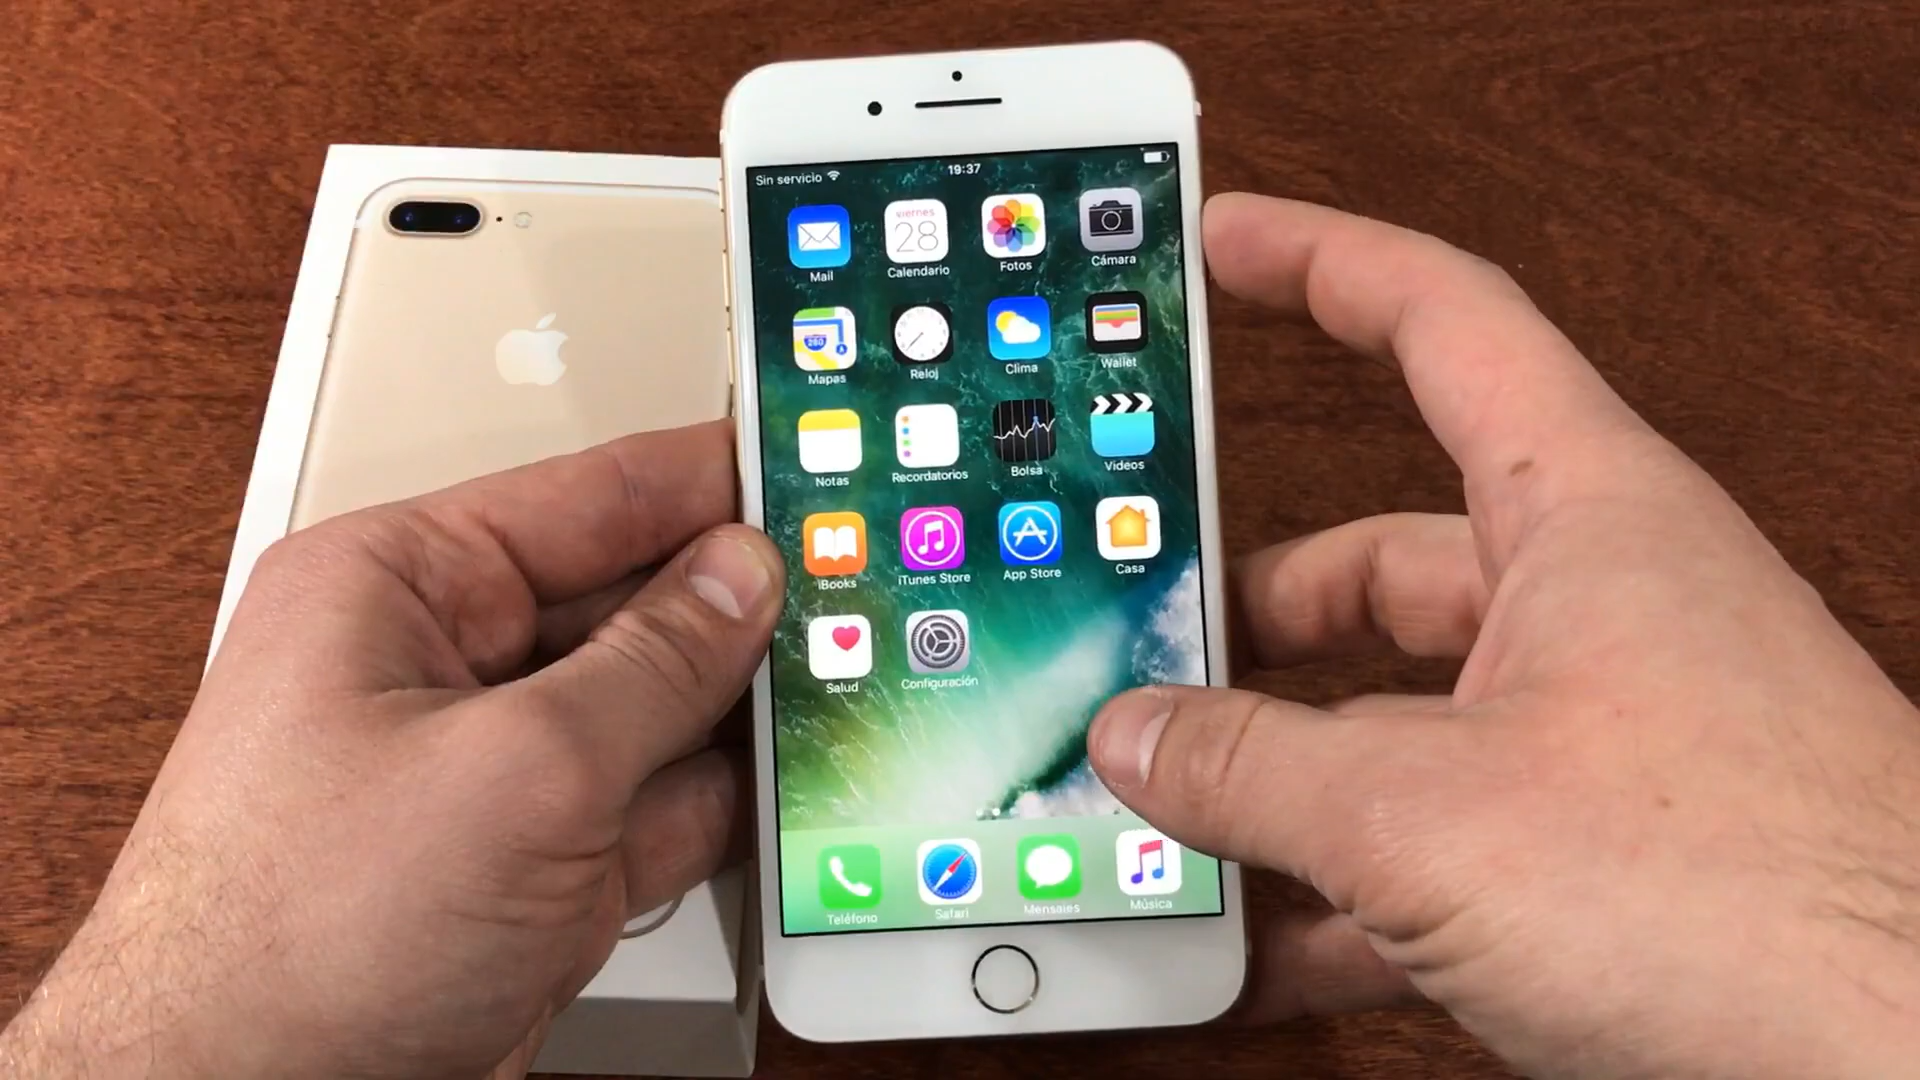 Sin servicio 19:37
viernes
28
Mail Calendario Fotos Cámara
280
Mapas Reloj Clima Wallet
Notas Recordatorios Bolsa Videos
iBooks iTunes Store App Store Casa
Salud Configuración
Teléfono Safari Mensajes Música